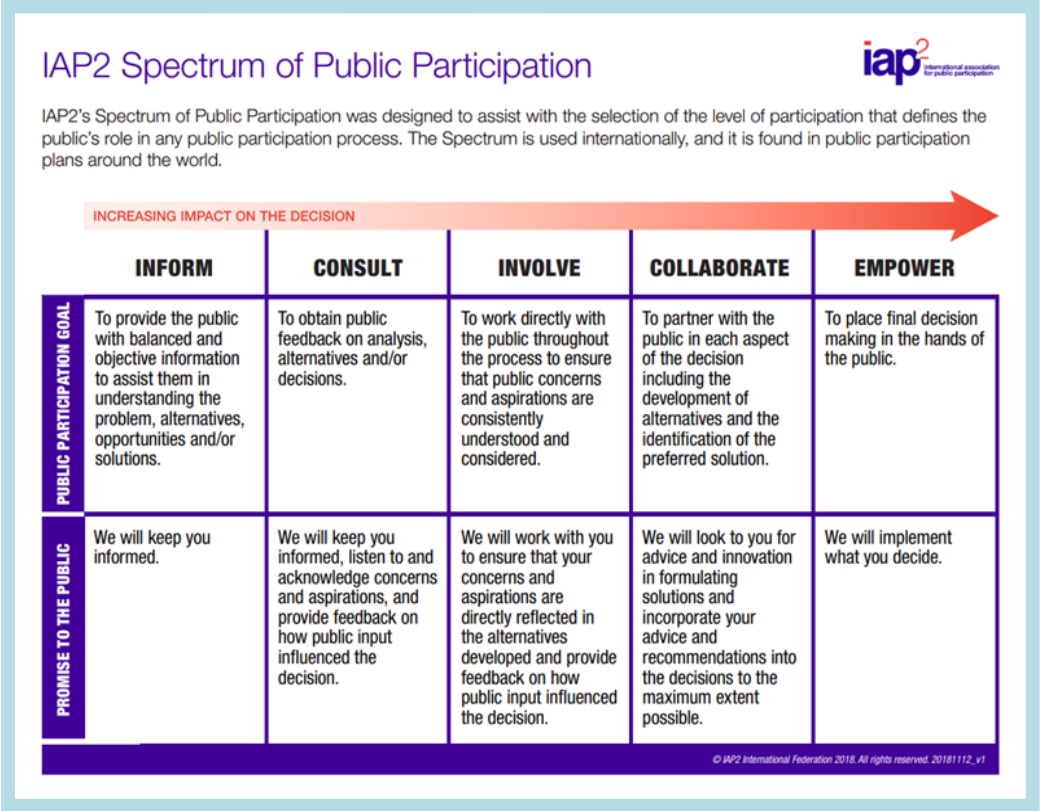 IAP2 Spectrum of Public Participation
iap2
international association
for public participation
IAP2's Spectrum of Public Participation was designed to assist with the selection of the level of participation that defines the
public's role in any public participation process. The Spectrum is used internationally, and it is found in public participation
plans around the world.
INCREASING IMPACT ON THE DECISION
INFORM
CONSULT
INVOLVE
COLLABORATE
EMPOWER
PUBLIC PARTICIPATION GOAL
To provide the public
with balanced and
objective information
to assist them in
understanding the
problem, alternatives,
opportunities and/or
solutions.
To obtain public
feedback on analysis,
alternatives and/or
decisions.
To work directly with
the public throughout
the process to ensure
that public concerns
and aspirations are
consistently
understood and
considered.
To partner with the
public in each aspect
of the decision
including the
development of
alternatives and the
identification of the
preferred solution.
To place final decision
making in the hands of
the public.
PROMISE TO THE PUBLIC
We will keep you
informed.
We will keep you
informed, listen to and
acknowledge concerns
and aspirations, and
provide feedback on
how public input
influenced the
decision.
We will work with you
to ensure that your
concerns and
aspirations are
directly reflected in
the alternatives
developed and provide
feedback on how
public input influenced
the decision.
We will look to you for
advice and innovation
in formulating
solutions and
incorporate your
advice and
recommendations into
the decisions to the
maximum extent
possible.
We will implement
what you decide.
© IAP2 International Federation 2018. All rights reserved. 20181112_v1